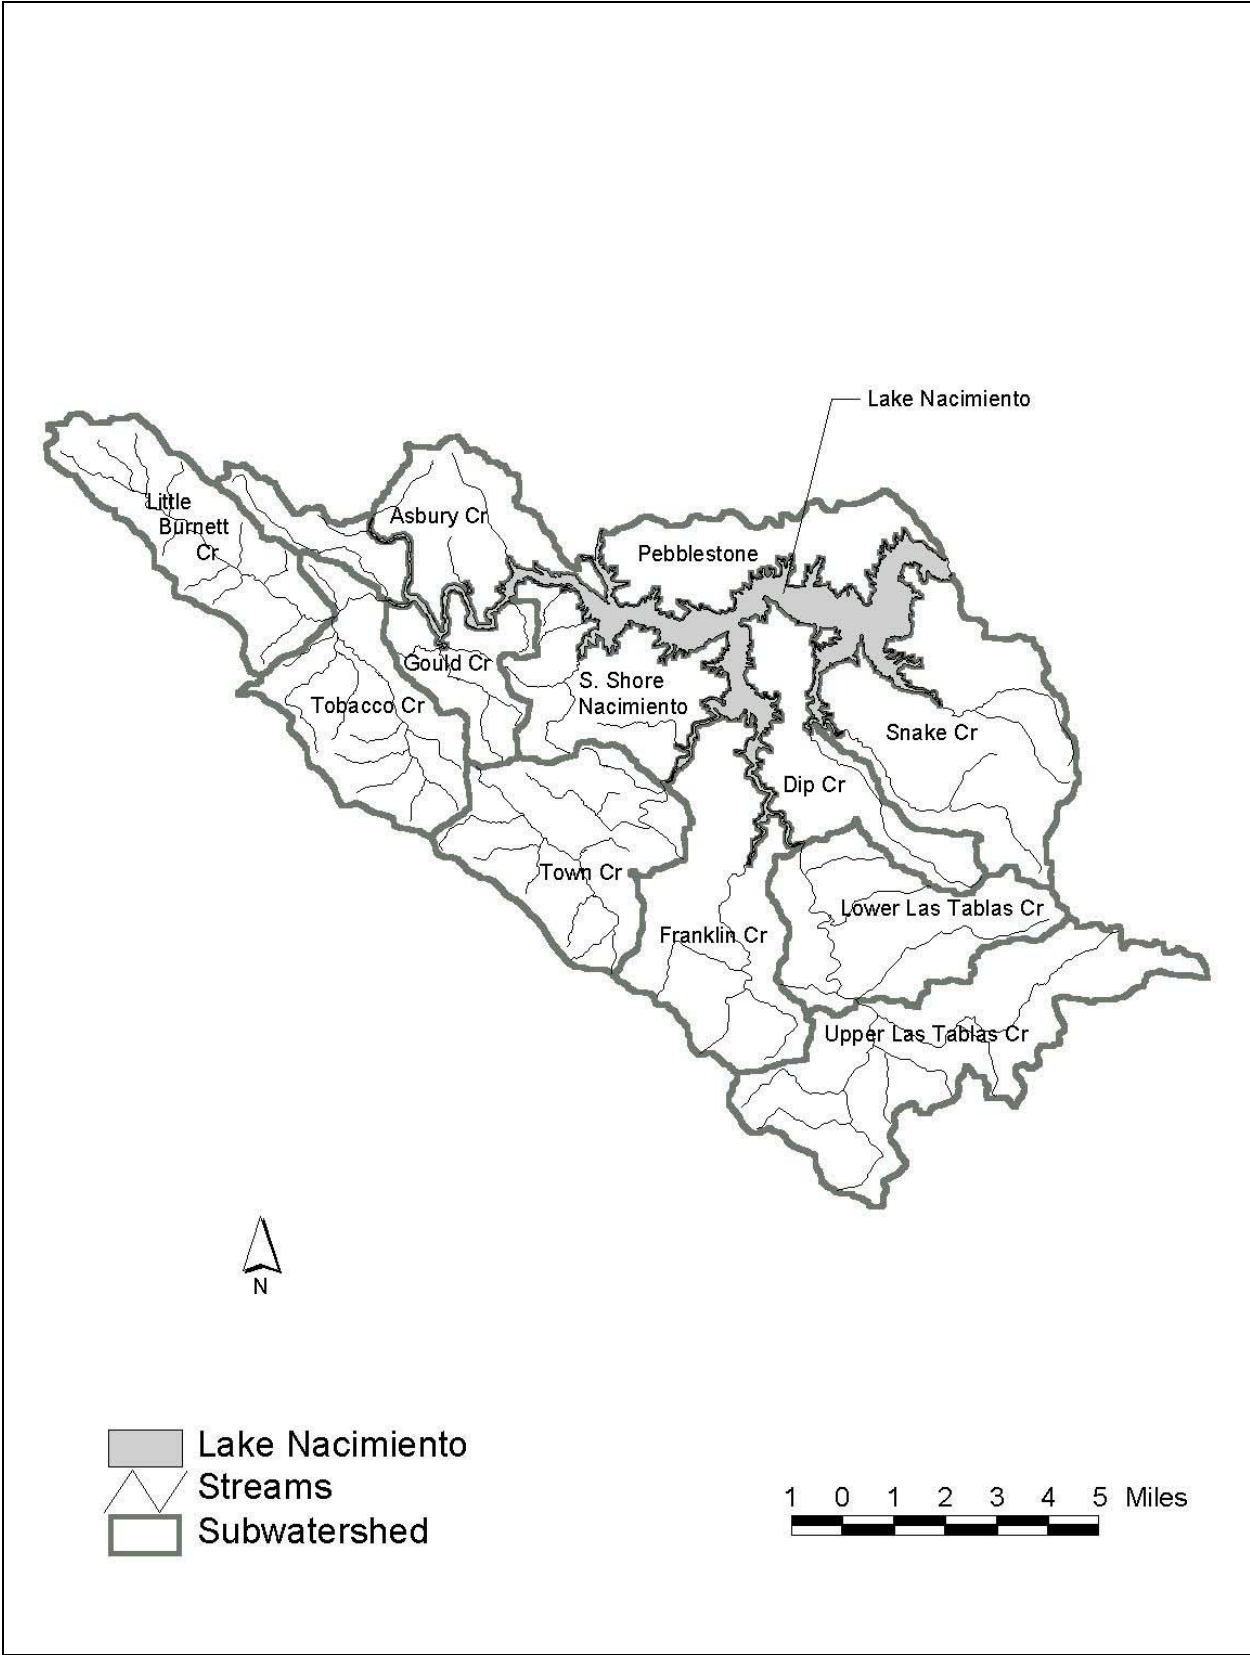 Lake Nacimiento
Little
Burnett
Cr
Asbury Cr
Pebblestone
Gould Cr
S. Shore
Nacimiento
Tobacco Cr
Snake Cr
Dip Cr
Town Cr
Lower Las Tablas Cr
Franklin Cr
Upper Las Tablas Cr
N
Lake Nacimiento
Streams
Subwatershed
1 0 1 2 3 4 5 Miles